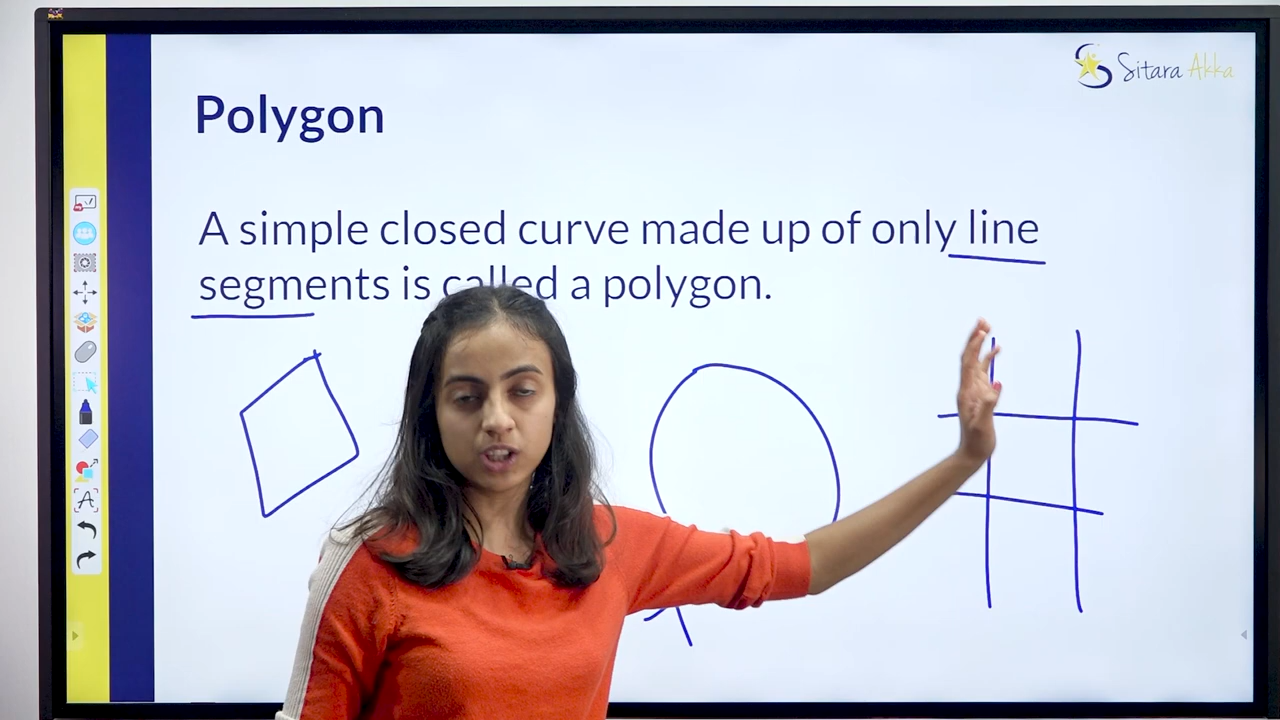 Sitara Akka
Polygon
A simple closed curve made up of only line
segments is called a polygon.